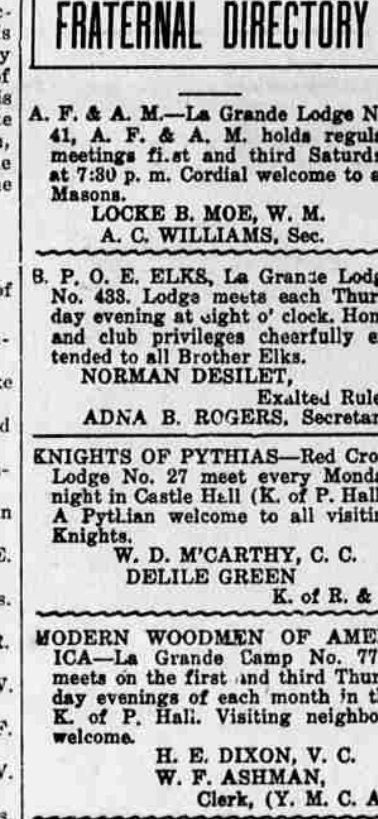 FRATERNAL DIRECTORY
A. F. & A. M.—La Grande Lodge N
41, A. F. & A. M. holds regul
meetings fi.st and third Saturd
at 7:30 p. m. Cordial welcome to a
Masons.
LOCKE B. MOE, W. M.
A. C. WILLIAMS, Sec.
B. P. O. E. ELKS, La Grande Lodg
No. 433. Lodge meets each Thur
day evening at eight o' clock. Hom
and club privileges cheerfully e
tended to all Brother Elks.
NORMAN DESILET,
Exalted Rule
ADNA B. ROGERS, Secretar
KNIGHTS OF PYTHIAS—Red Cro
Lodge No. 27 meet every Monda
night in Castle Hall (K. of P. Hall
A Pythian welcome to all visitin
Knights.
W. D. M'CARTHY, C. C.
DELILE GREEN
K. of R. &
MODERN WOODMEN OF AME
ICA—La Grande Camp No. 77
meets on the first and third Thur
day evenings of each month in t
K. of P. Hall. Visiting neighbo
welcome.
H. E. DIXON, V. C.
W. F. ASHMAN,
Clerk, (Y. M. C. A